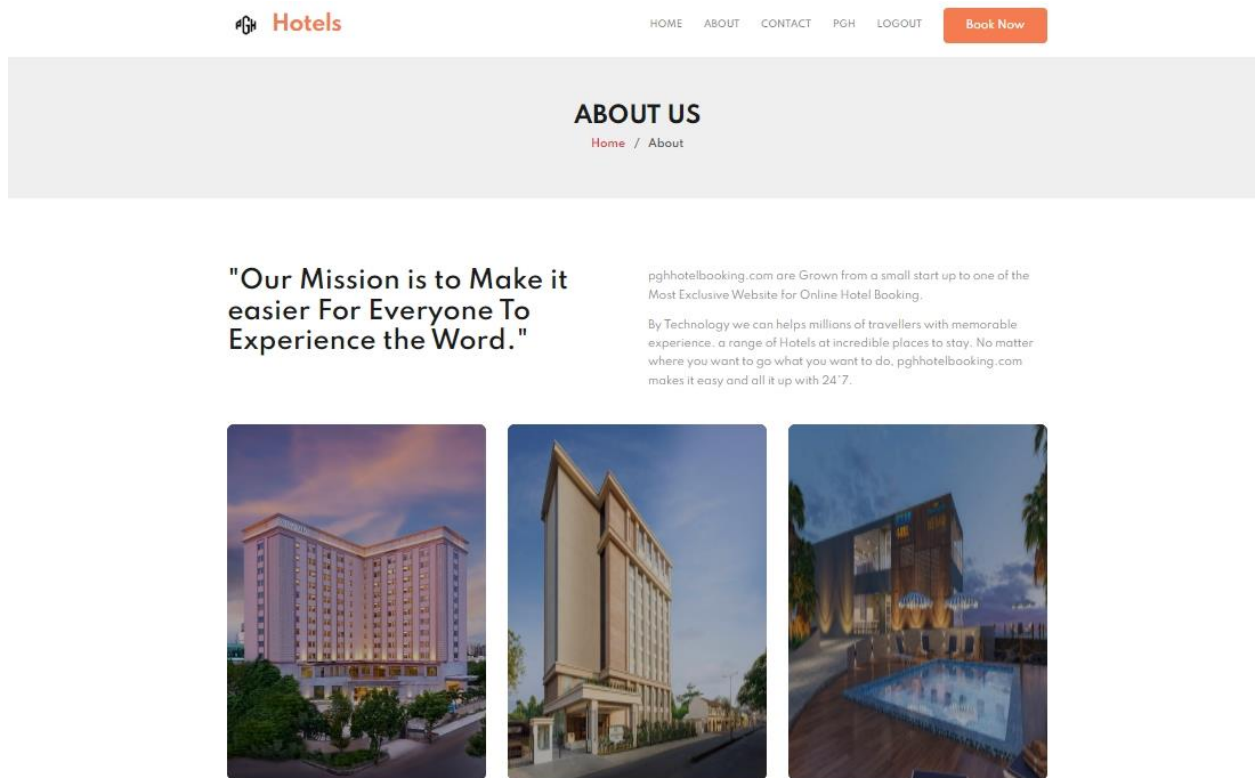 PGH Hotels
HOME ABOUT CONTACT PGH LOGOUT Book Now
ABOUT US
Home / About
"Our Mission is to Make it
easier For Everyone To
Experience the Word."
pghhotelbooking.com are Grown from a small start up to one of the
Most Exclusive Website for Online Hotel Booking.
By Technology we can helps millions of travellers with memorable
experience. a range of Hotels at incredible places to stay. No matter
where you want to go what you want to do, pghhotelbooking.com
makes it easy and all it up with 24*7.